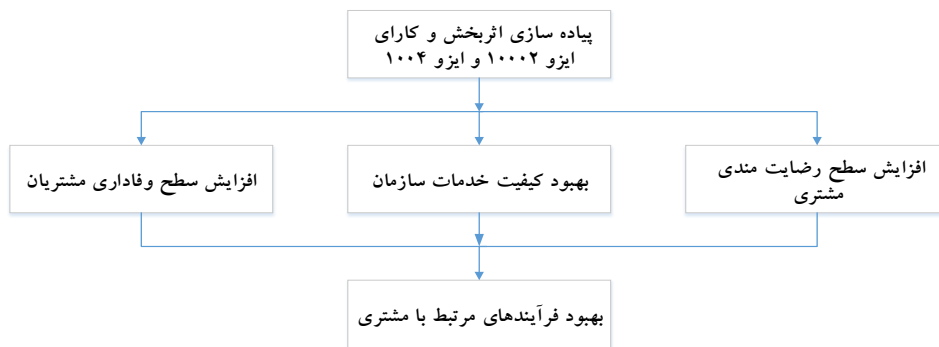 پیاده سازی اثربخش و کارای
ایزو ۱۰۰۰۲ و ایزو ۱۰۰۴
افزایش سطح رضایت مندی
مشتری
بهبود کیفیت خدمات سازمان
افزایش سطح وفاداری مشتریان
بهبود فرآیندهای مرتبط با مشتری